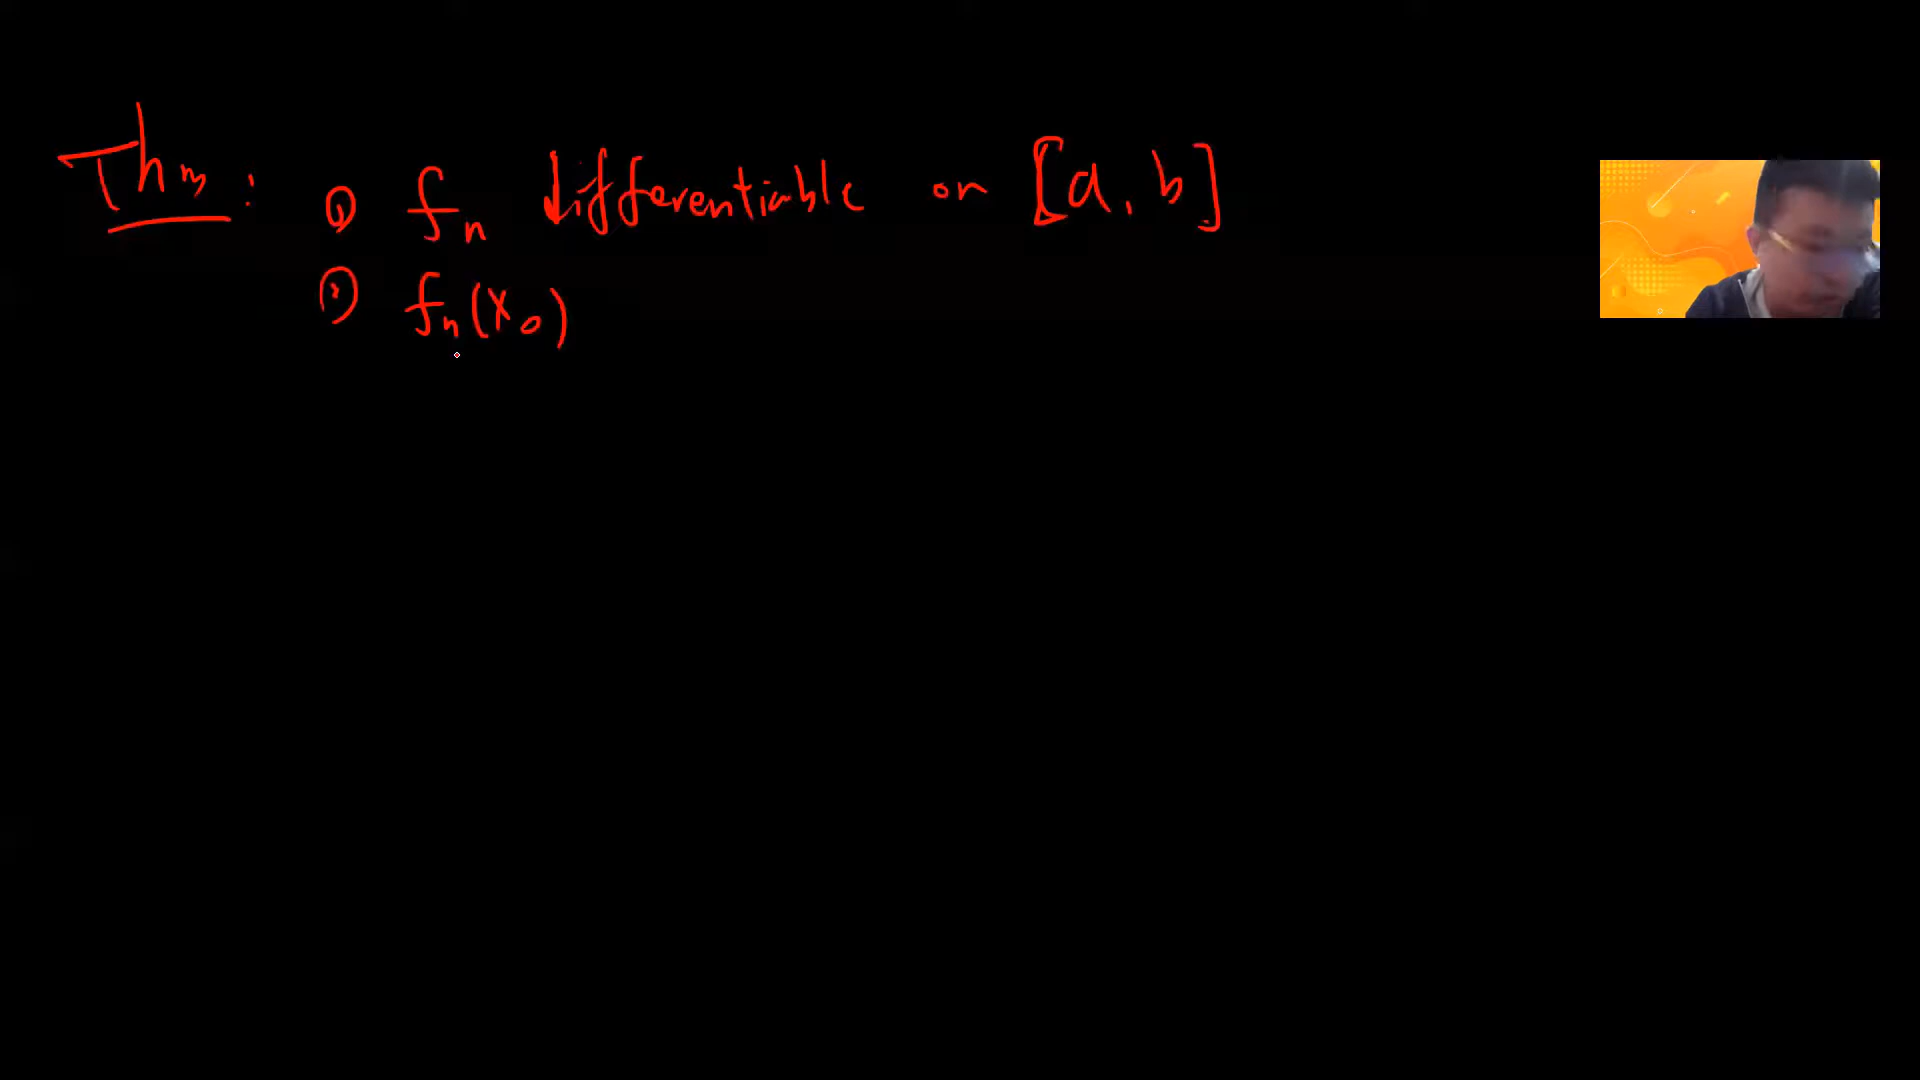 Thm: ① fn differentiable on [a, b]
② fn(x0)